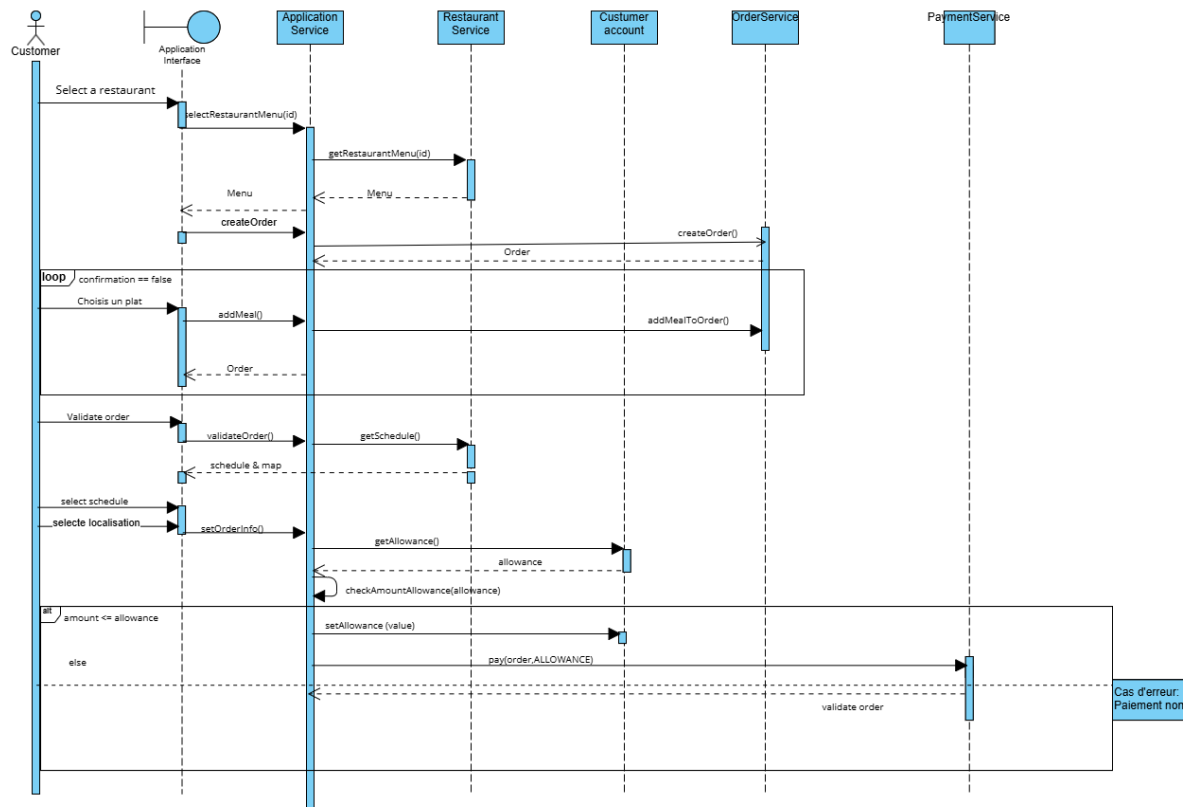 Customer
Application
Interface
Application
Service
Restaurant
Service
Custumer
account
OrderService
PaymentService
Select a restaurant
selectRestaurantMenu(id)
getRestaurantMenu(id)
Menu
Menu
createOrder
createOrder()
Order
loop
confirmation == false
Choisis un plat
addMeal()
addMealToOrder()
Order
Validate order
validateOrder()
getSchedule()
schedule & map
select schedule
selecte localisation
setOrderInfo()
getAllowance()
allowance
checkAmountAllowance(allowance)
alt
amount <= allowance
setAllowance (value)
else
pay(order,ALLOWANCE)
validate order
Cas d'erreur:
Paiement non